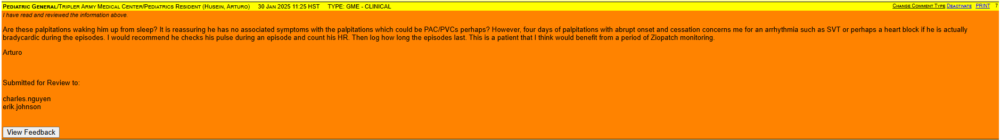 PEDIATRIC GENERAL/TRIPLER ARMY MEDICAL CENTER/PEDIATRICS RESIDENT (HUSEIN, ARTURO) 30 JAN 2025 11:25 HST TYPE: GME - CLINICAL CHANGE COMMENT TYPE DEACTIVATE PRINT 7
I have read and reviewed the information above.
Are these palpitations waking him up from sleep? It is reassuring he has no associated symptoms with the palpitations which could be PAC/PVCs perhaps? However, four days of palpitations with abrupt onset and cessation concerns me for an arrhythmia such as SVT or perhaps a heart block if he is actually
bradycardic during the episodes. I would recommend he checks his pulse during an episode and count his HR. Then log how long the episodes last. This is a patient that I think would benefit from a period of Ziopatch monitoring.
Arturo
Submitted for Review to:
charles.nguyen
erik.johnson
View Feedback